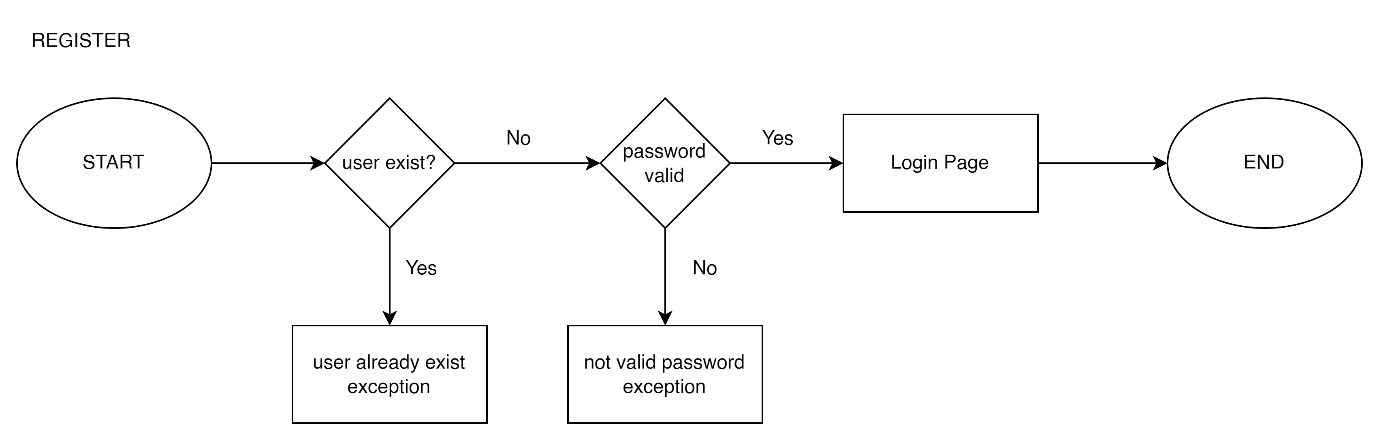 REGISTER
START
user exist?
No
password
valid
Yes
Login Page
END
Yes
No
user already exist
exception
not valid password
exception